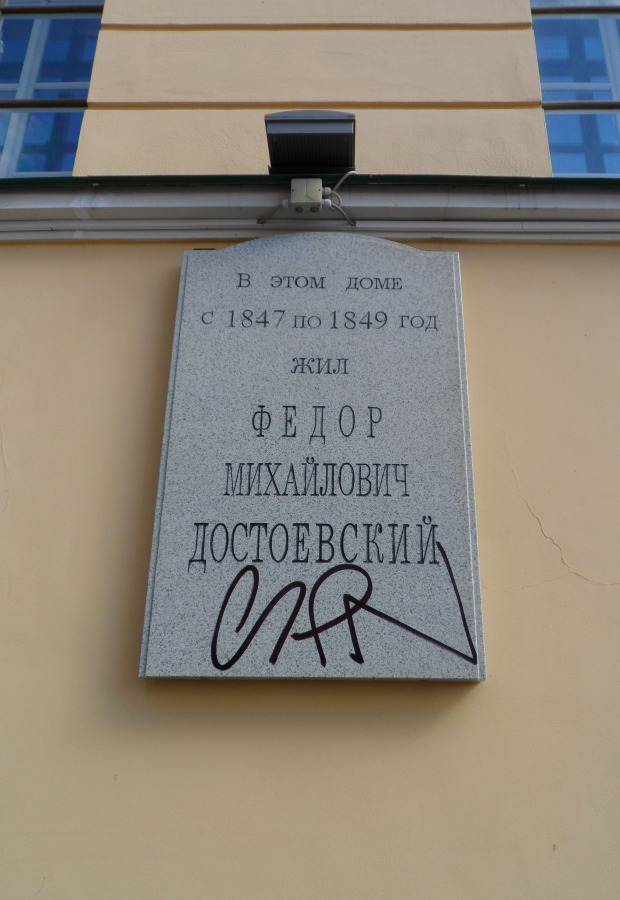 В ЭТОМ ДОМЕ
С 1847 ПО 1849 ГОД
ЖИЛ
ФЕДОР
МИХАЙЛОВИЧ
ДОСТОЕВСКИЙ